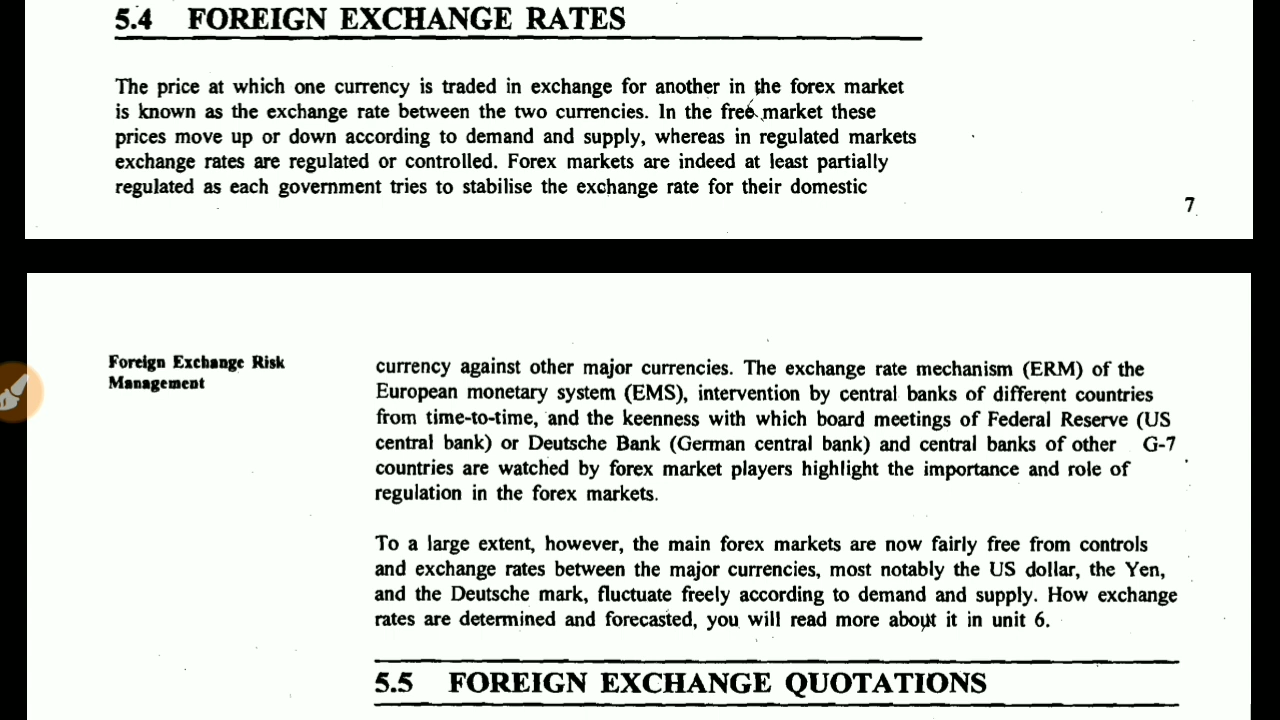 5.4 FOREIGN EXCHANGE RATES
The price at which one currency is traded in exchange for another in the forex market
is known as the exchange rate between the two currencies. In the free market these
prices move up or down according to demand and supply, whereas in regulated markets
exchange rates are regulated or controlled. Forex markets are indeed at least partially
regulated as each government tries to stabilise the exchange rate for their domestic
7
Foreign Exchange Risk
Management
currency against other major currencies. The exchange rate mechanism (ERM) of the
European monetary system (EMS), intervention by central banks of different countries
from time-to-time, and the keenness with which board meetings of Federal Reserve (US
central bank) or Deutsche Bank (German central bank) and central banks of other G-7
countries are watched by forex market players highlight the importance and role of
regulation in the forex markets.
To a large extent, however, the main forex markets are now fairly free from controls
and exchange rates between the major currencies, most notably the US dollar, the Yen,
and the Deutsche mark, fluctuate freely according to demand and supply. How exchange
rates are determined and forecasted, you will read more about it in unit 6.
5.5 FOREIGN EXCHANGE QUOTATIONS